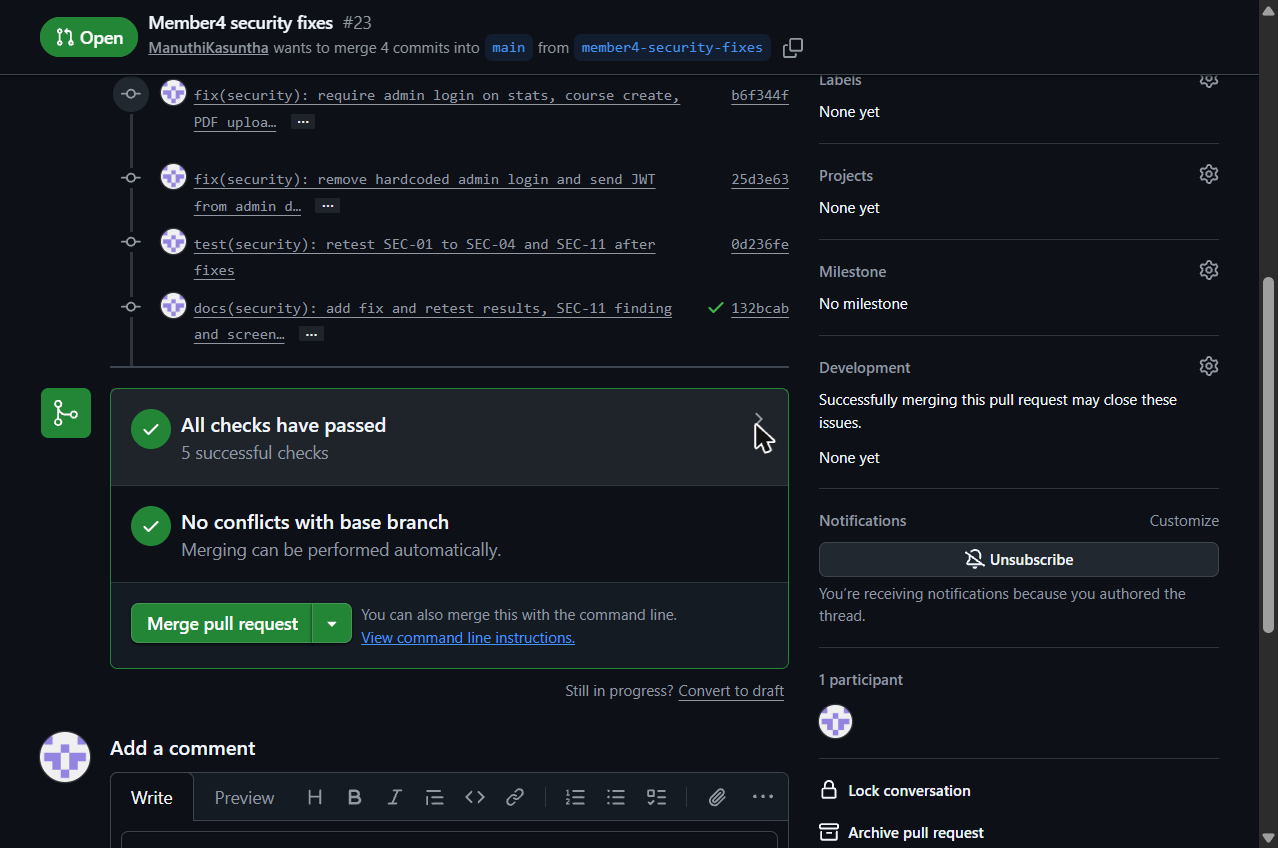 Open
Member4 security fixes #23
ManuthiKasuntha wants to merge 4 commits into main from member4-security-fixes
fix(security): require admin login on stats, course create, b6f344f
PDF uploa… …
fix(security): remove hardcoded admin login and send JWT 25d3e63
from admin d… …
test(security): retest SEC-01 to SEC-04 and SEC-11 after 0d236fe
fixes
docs(security): add fix and retest results, SEC-11 finding 132bcab
and screen… …
All checks have passed
5 successful checks
No conflicts with base branch
Merging can be performed automatically.
Merge pull request
You can also merge this with the command line.
View command line instructions.
Still in progress? Convert to draft
Add a comment
Write Preview H B I
Labels
None yet
Projects
None yet
Milestone
No milestone
Development
Successfully merging this pull request may close these
issues.
None yet
Notifications Customize
Unsubscribe
You’re receiving notifications because you authored the
thread.
1 participant
Lock conversation
Archive pull request